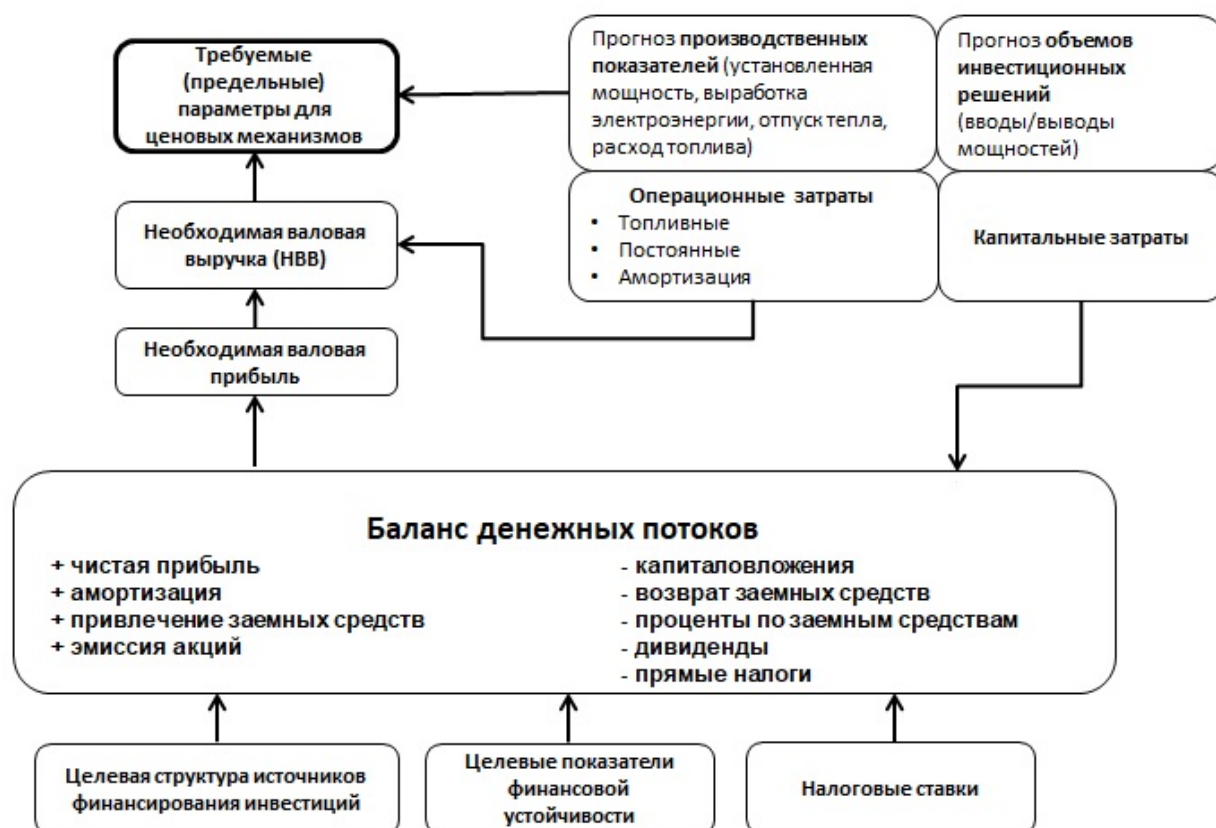 Требуемые
(предельные)
параметры для
ценовых механизмов
Прогноз производственных
показателей (установленная
мощность, выработка
электроэнергии, отпуск тепла,
расход топлива)
Прогноз объемов
инвестиционных
решений
(вводы/выводы
мощностей)
Необходимая валовая
выручка (НВВ)
Операционные затраты
• Топливные
• Постоянные
• Амортизация
Капитальные затраты
Необходимая валовая
прибыль
Баланс денежных потоков
+ чистая прибыль
+ амортизация
+ привлечение заемных средств
+ эмиссия акций
- капиталовложения
- возврат заемных средств
- проценты по заемным средствам
- дивиденды
- прямые налоги
Целевая структура источников
финансирования инвестиций
Целевые показатели
финансовой
устойчивости
Налоговые ставки